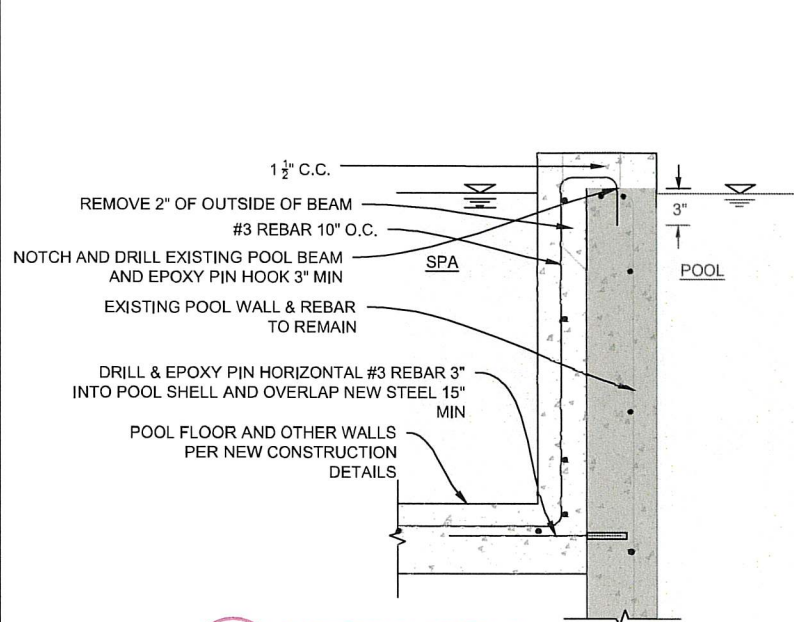 1 1/2" C.C.
REMOVE 2" OF OUTSIDE OF BEAM
#3 REBAR 10" O.C.
NOTCH AND DRILL EXISTING POOL BEAM
AND EPOXY PIN HOOK 3" MIN
SPA
3"
POOL
EXISTING POOL WALL & REBAR
TO REMAIN
DRILL & EPOXY PIN HORIZONTAL #3 REBAR 3"
INTO POOL SHELL AND OVERLAP NEW STEEL 15"
MIN
POOL FLOOR AND OTHER WALLS
PER NEW CONSTRUCTION
DETAILS